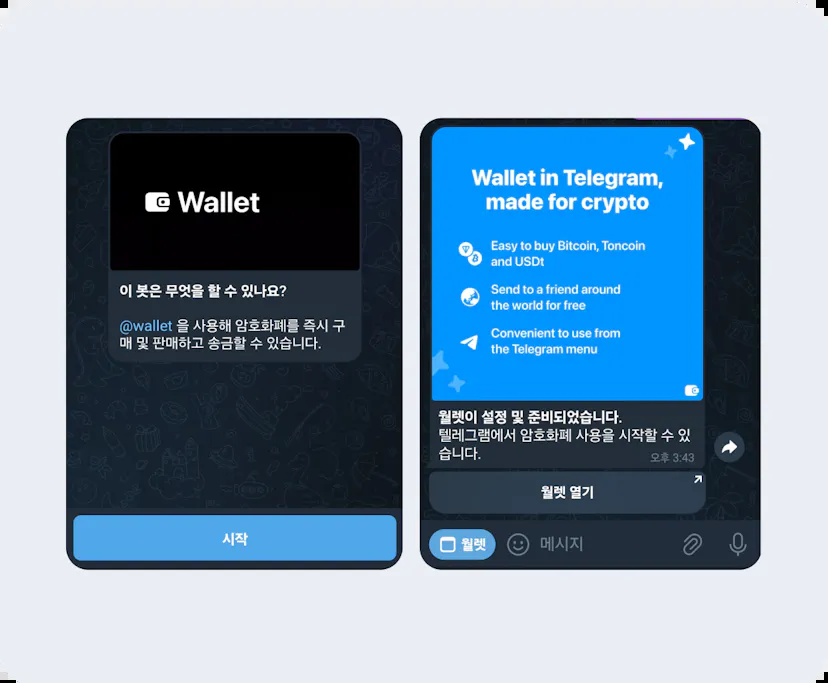 Wallet
이 봇은 무엇을 할 수 있나요?
@wallet 을 사용해 암호화폐를 즉시 구
매 및 판매하고 송금할 수 있습니다.
시작
Wallet in Telegram,
made for crypto
Easy to buy Bitcoin, Toncoin
and USDt
Send to a friend around
the world for free
Convenient to use from
the Telegram menu
월렛이 설정 및 준비되었습니다.
텔레그램에서 암호화폐 사용을 시작할 수 있
습니다.
오후 3:43
월렛 열기
월렛
메시지